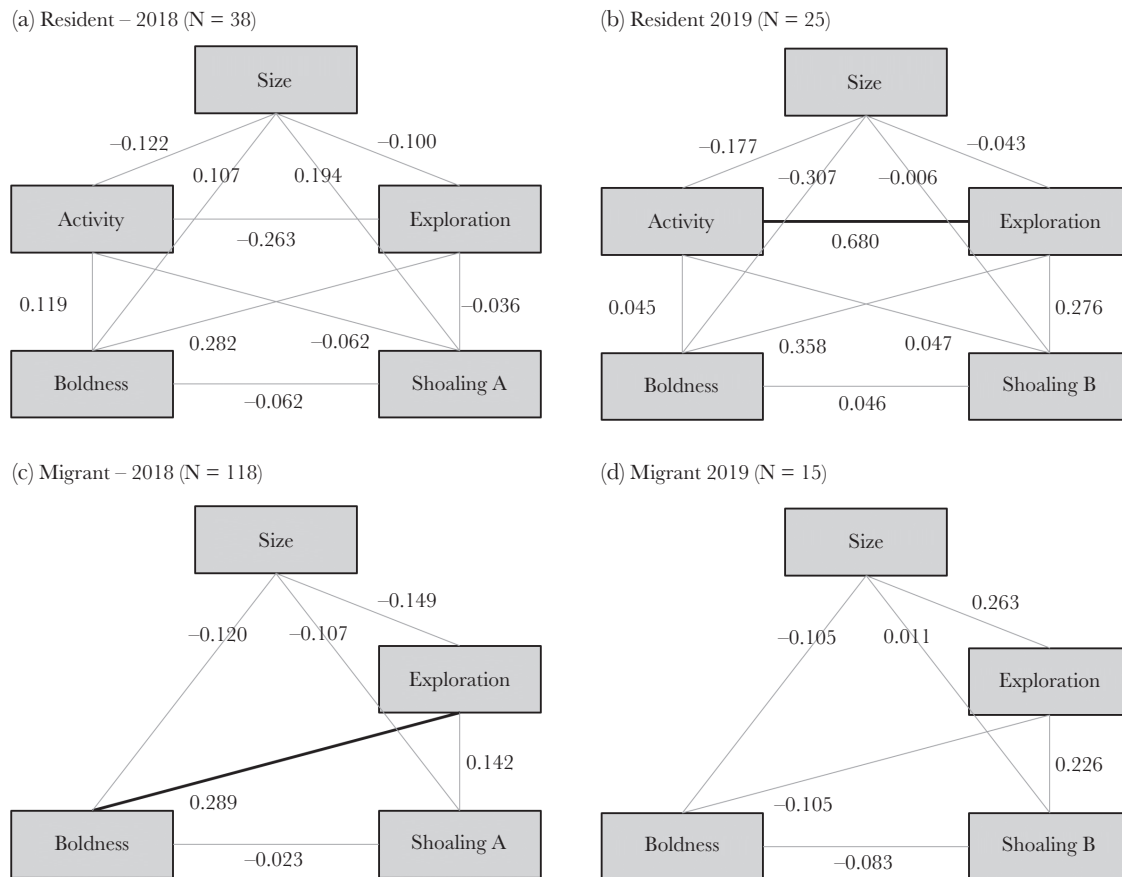 (a) Resident – 2018 (N = 38)
Size
–0.122
–0.100
0.107
0.194
Activity
Exploration
–0.263
0.119
–0.036
0.282
–0.062
Boldness
Shoaling A
–0.062
(b) Resident 2019 (N = 25)
Size
–0.177
–0.043
–0.307
–0.006
Activity
Exploration
0.680
0.045
0.276
0.358
0.047
Boldness
Shoaling B
0.046
(c) Migrant – 2018 (N = 118)
Size
–0.149
–0.120
–0.107
Exploration
0.142
0.289
Boldness
Shoaling A
–0.023
(d) Migrant 2019 (N = 15)
Size
0.263
–0.105
0.011
Exploration
0.226
–0.105
Boldness
Shoaling B
–0.083